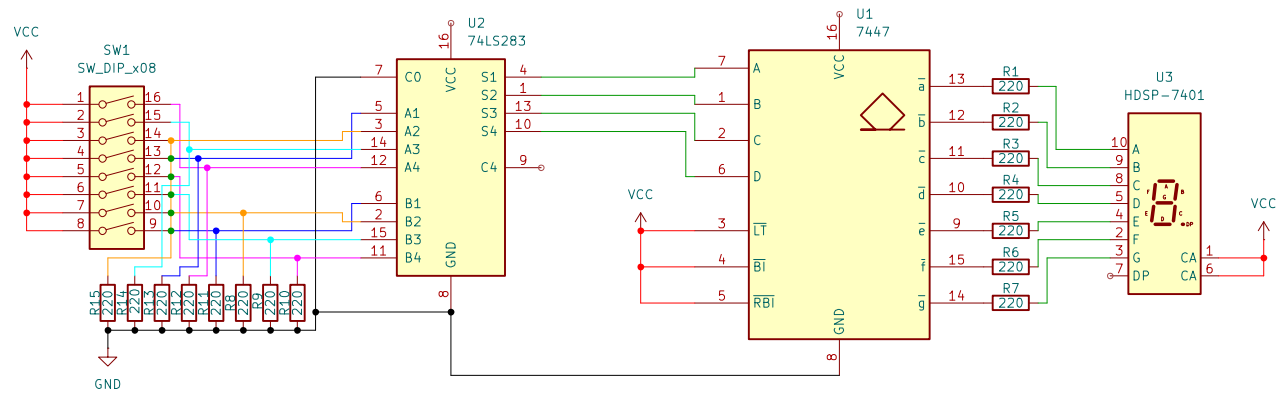 VCC
SW1
SW_DIP_x08
1 16
2 15
3 14
4 13
5 12
6 11
7 10
8 9
R15 220
R14 220
R13 220
R12 220
R11 220
R8 220
R9 220
R10 220
GND
U2
74LS283
16
VCC
7 C0
5 A1
3 A2
14 A3
12 A4
6 B1
2 B2
15 B3
11 B4
S1 4
S2 1
S3 13
S4 10
C4 9
GND
8
VCC
U1
7447
16
VCC
7 A
1 B
2 C
6 D
3 LT
4 BI
5 RBI
a 13
b 12
c 11
d 10
e 9
f 15
g 14
GND
8
R1
220
R2
220
R3
220
R4
220
R5
220
R6
220
R7
220
U3
HDSP-7401
10 A
9 B
8 C
5 D
4 E
2 F
3 G
7 DP
A
F B
G
E C
D
DP
CA 1
CA 6
VCC